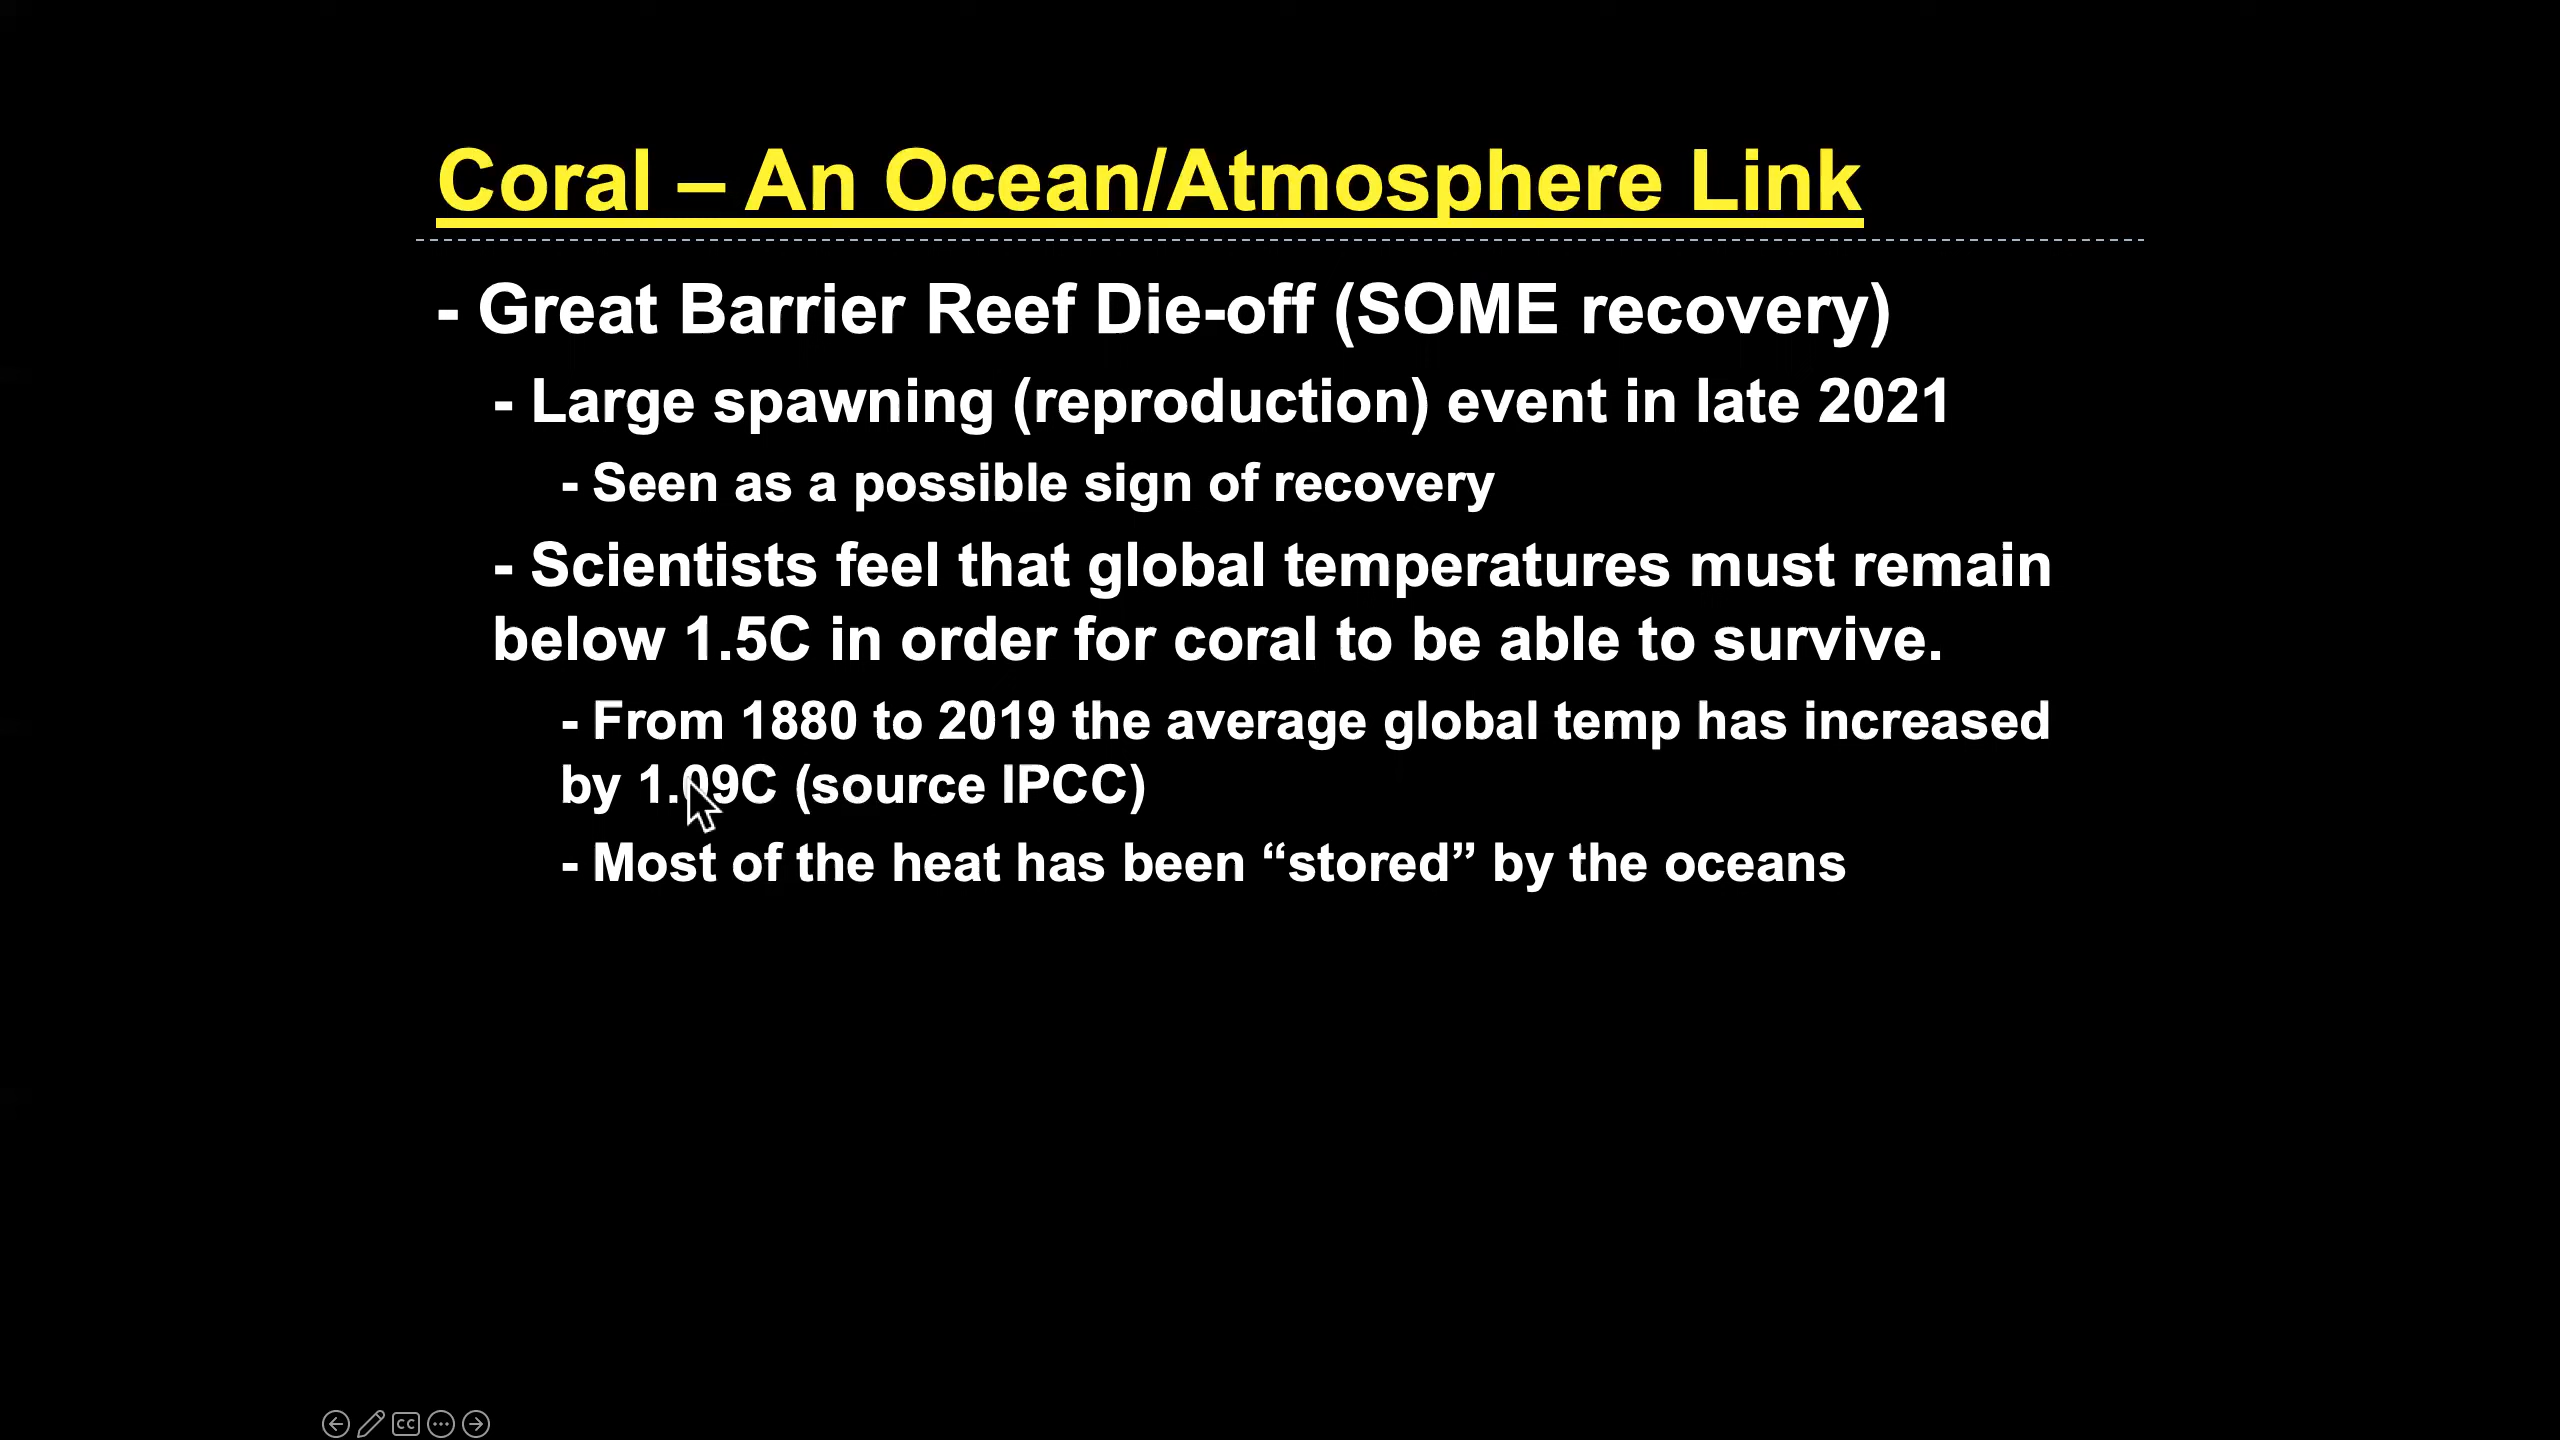 Coral – An Ocean/Atmosphere Link
- Great Barrier Reef Die-off (SOME recovery)
- Large spawning (reproduction) event in late 2021
- Seen as a possible sign of recovery
- Scientists feel that global temperatures must remain
below 1.5C in order for coral to be able to survive.
- From 1880 to 2019 the average global temp has increased
by 1.09C (source IPCC)
- Most of the heat has been “stored” by the oceans
CC